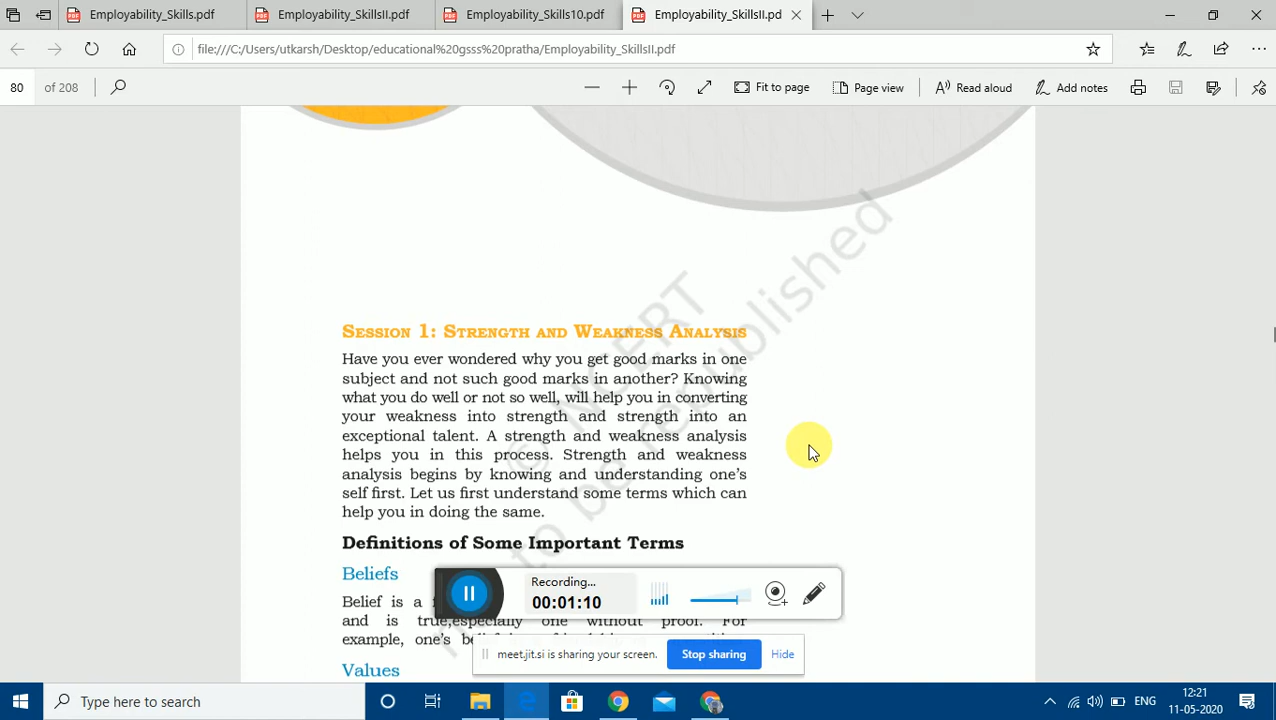 Employability_Skills.pdf
Employability_SkillsII.pdf
Employability_Skills10.pdf
Employability_SkillsII.pd
file:///C:/Users/utkarsh/Desktop/educational%20gsss%20pratha/Employability_SkillsII.pdf
80 of 208
Fit to page
Page view
Read aloud
Add notes
SESSION 1: STRENGTH AND WEAKNESS ANALYSIS
Have you ever wondered why you get good marks in one
subject and not such good marks in another? Knowing
what you do well or not so well, will help you in converting
your weakness into strength and strength into an
exceptional talent. A strength and weakness analysis
helps you in this process. Strength and weakness
analysis begins by knowing and understanding one's
self first. Let us first understand some terms which can
help you in doing the same.
Definitions of Some Important Terms
Beliefs
Belief is a
and is true,especially one without proof. For
example, one's
Values
© NCERT
not to be republished
Recording...
00:01:10
meet.jit.si is sharing your screen.
Stop sharing
Hide
Type here to search
ENG
12:21
11-05-2020